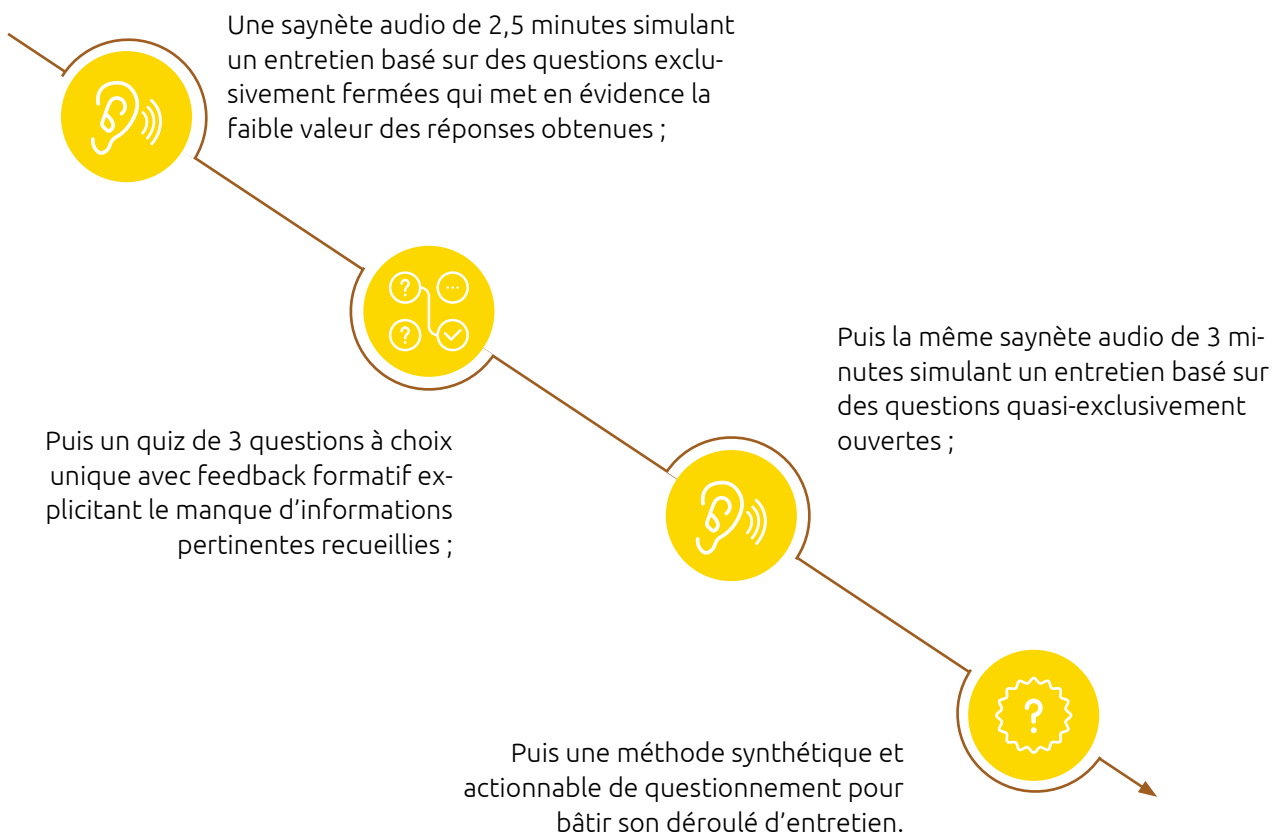 Une saynète audio de 2,5 minutes simulant
un entretien basé sur des questions exclu-
sivement fermées qui met en évidence la
faible valeur des réponses obtenues ;
Puis un quiz de 3 questions à choix
unique avec feedback formatif ex-
plicitant le manque d’informations
pertinentes recueillies ;
Puis la même saynète audio de 3 mi-
nutes simulant un entretien basé sur
des questions quasi-exclusivement
ouvertes ;
Puis une méthode synthétique et
actionnable de questionnement pour
bâtir son déroulé d’entretien.